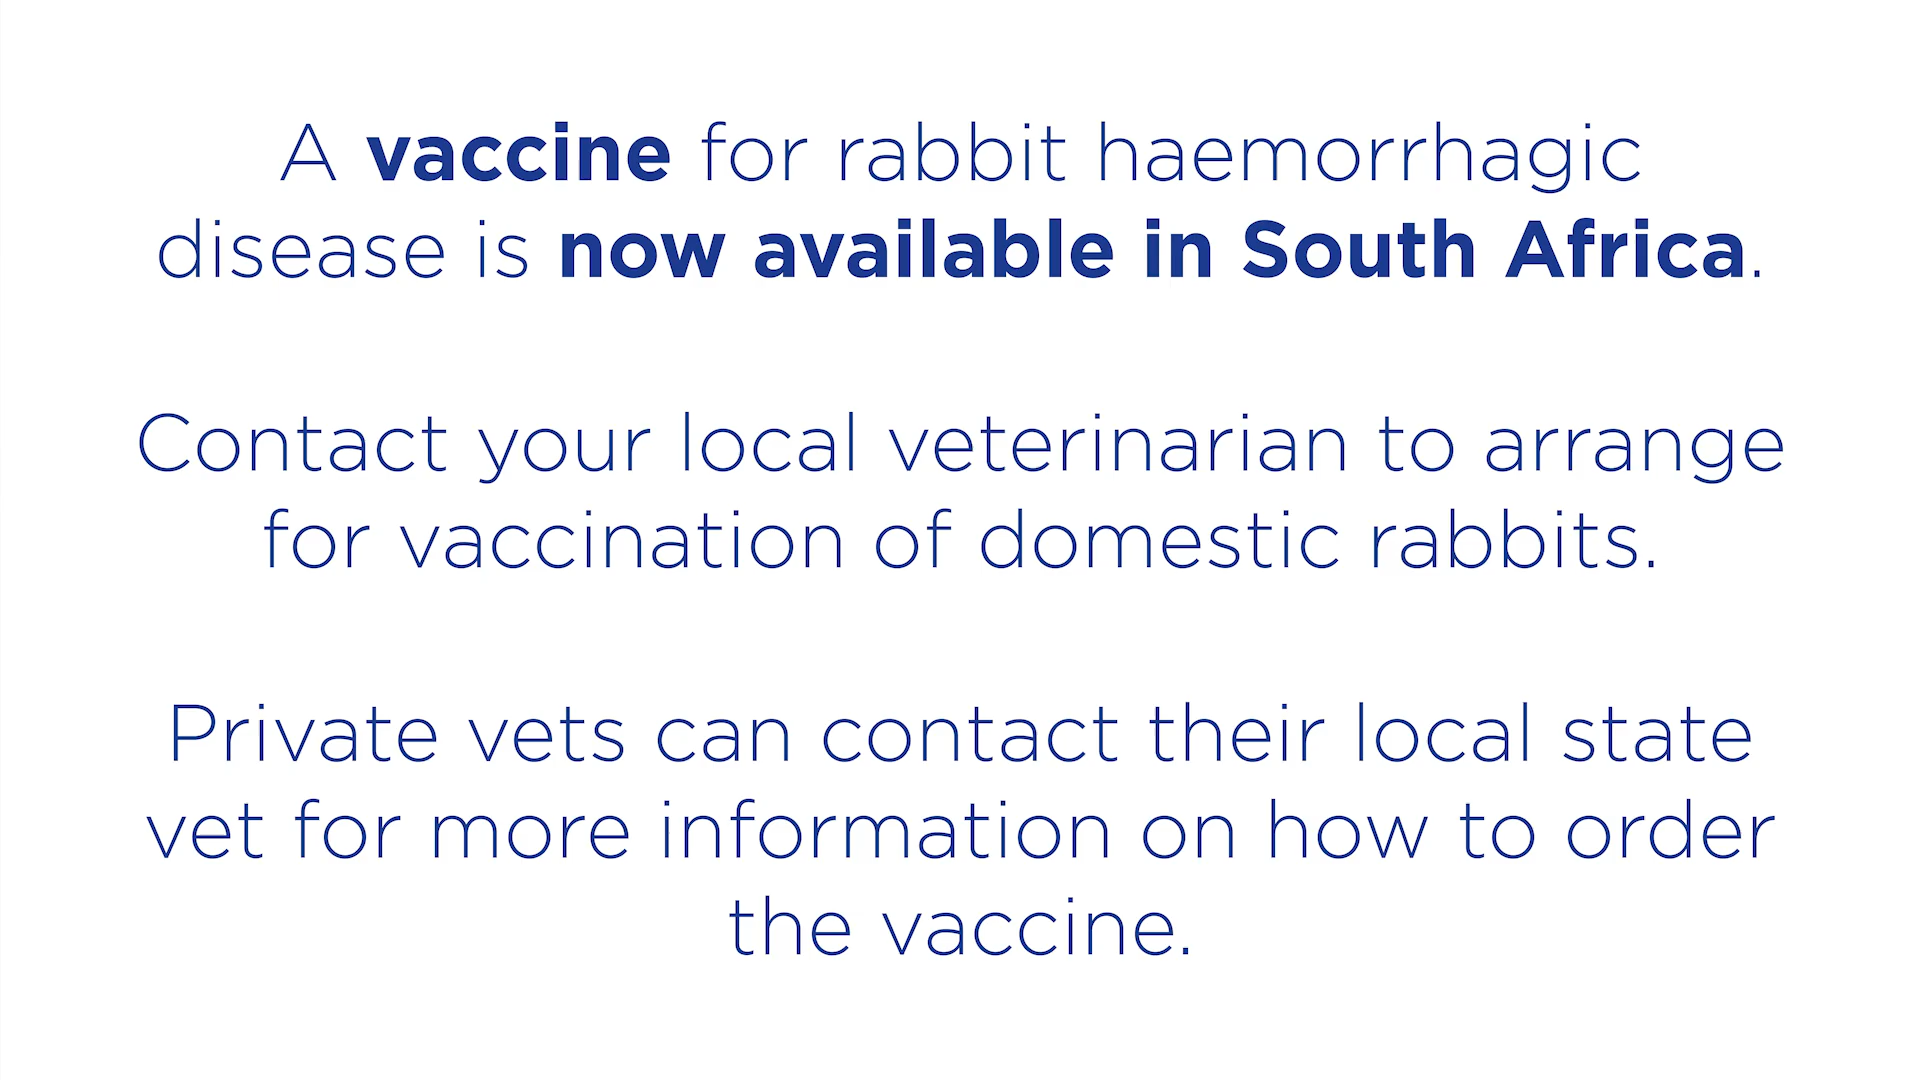 A vaccine for rabbit haemorrhagic
disease is now available in South Africa.
Contact your local veterinarian to arrange
for vaccination of domestic rabbits.
Private vets can contact their local state
vet for more information on how to order
the vaccine.